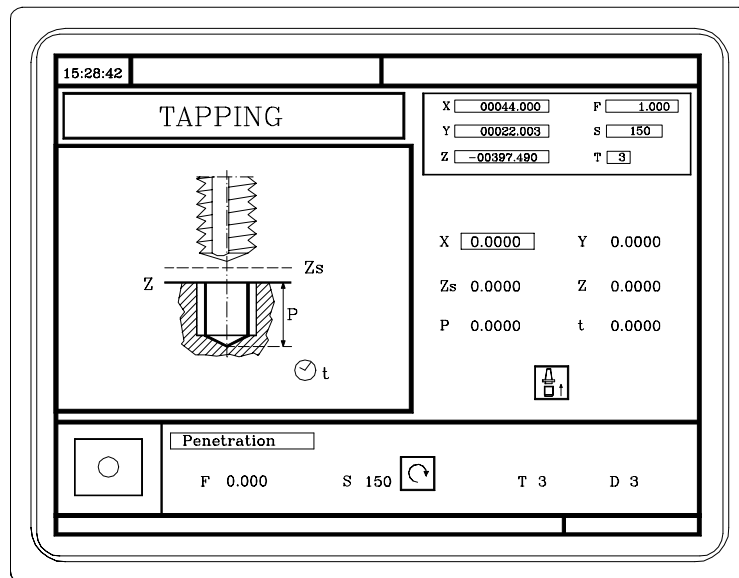 15:28:42
TAPPING
X 00044.000 F 1.000
Y 00022.003 S 150
Z -00397.490 T 3
Zs
Z
P
t
X 0.0000 Y 0.0000
Zs 0.0000 Z 0.0000
P 0.0000 t 0.0000
Penetration
F 0.000 S 150 T 3 D 3